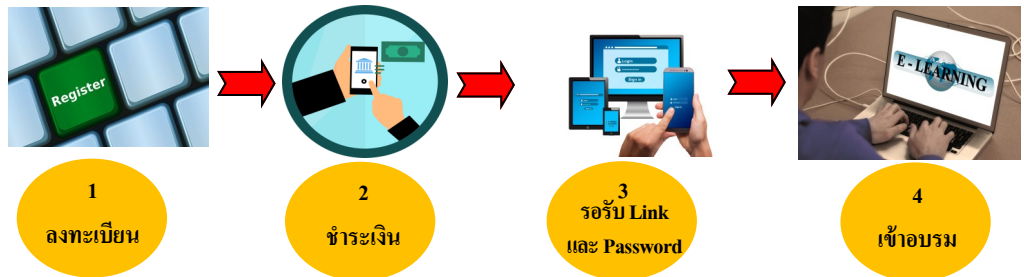 Register
Login
Sign in
E - LEARNING
1
ลงทะเบียน
2
ชำระเงิน
3
รอรับ Link
และ Password
4
เข้าอบรม